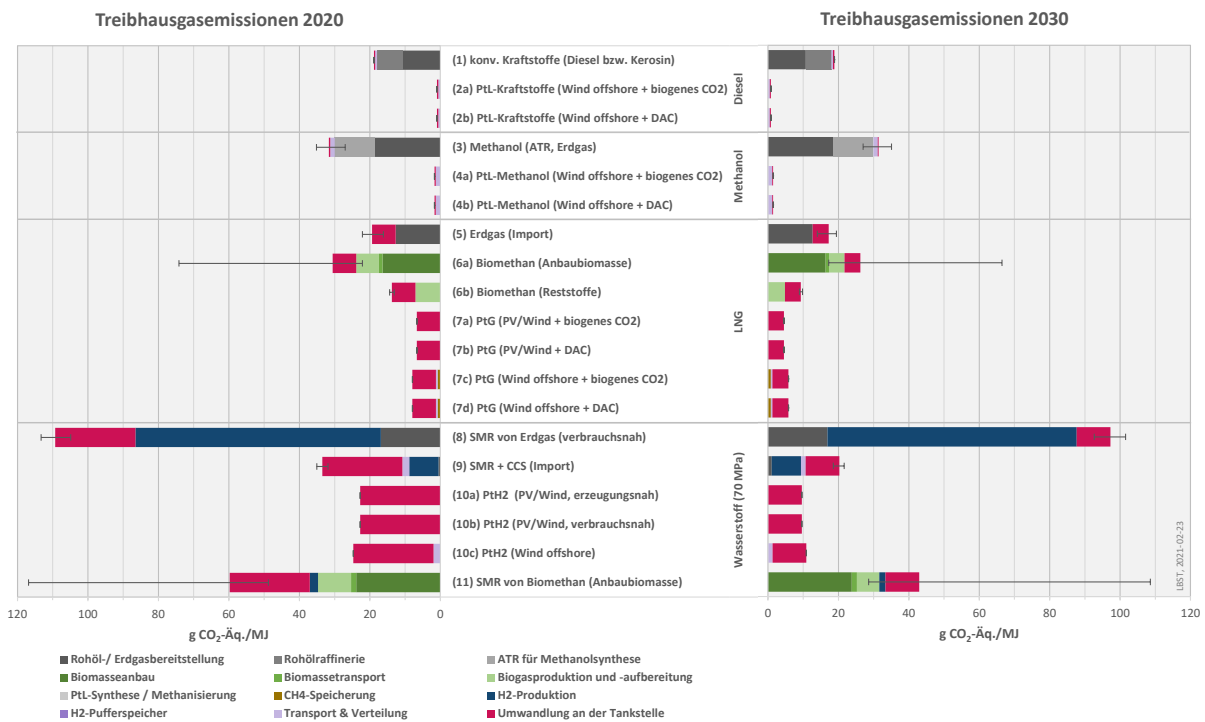 Treibhausgasemissionen 2020
Treibhausgasemissionen 2030
(1) konv. Kraftstoffe (Diesel bzw. Kerosin)
(2a) PtL-Kraftstoffe (Wind offshore + biogenes CO2)
(2b) PtL-Kraftstoffe (Wind offshore + DAC)
Diesel
(3) Methanol (ATR, Erdgas)
(4a) PtL-Methanol (Wind offshore + biogenes CO2)
(4b) PtL-Methanol (Wind offshore + DAC)
Methanol
(5) Erdgas (Import)
(6a) Biomethan (Anbaubiomasse)
(6b) Biomethan (Reststoffe)
(7a) PtG (PV/Wind + biogenes CO2)
(7b) PtG (PV/Wind + DAC)
(7c) PtG (Wind offshore + biogenes CO2)
(7d) PtG (Wind offshore + DAC)
LNG
(8) SMR von Erdgas (verbrauchsnah)
(9) SMR + CCS (Import)
(10a) PtH2 (PV/Wind, erzeugungsnah)
(10b) PtH2 (PV/Wind, verbrauchsnah)
(10c) PtH2 (Wind offshore)
(11) SMR von Biomethan (Anbaubiomasse)
Wasserstoff (70 MPa)
LBST, 2021-02-23
120 100 80 60 40 20 0
0 20 40 60 80 100 120
g CO₂-Äq./MJ
g CO₂-Äq./MJ
Rohöl-/ Erdgasbereitstellung
Rohölraffinerie
ATR für Methanolsynthese
Biomasseanbau
Biomassetransport
Biogasproduktion und -aufbereitung
PtL-Synthese / Methanisierung
CH4-Speicherung
H2-Produktion
H2-Pufferspeicher
Transport & Verteilung
Umwandlung an der Tankstelle